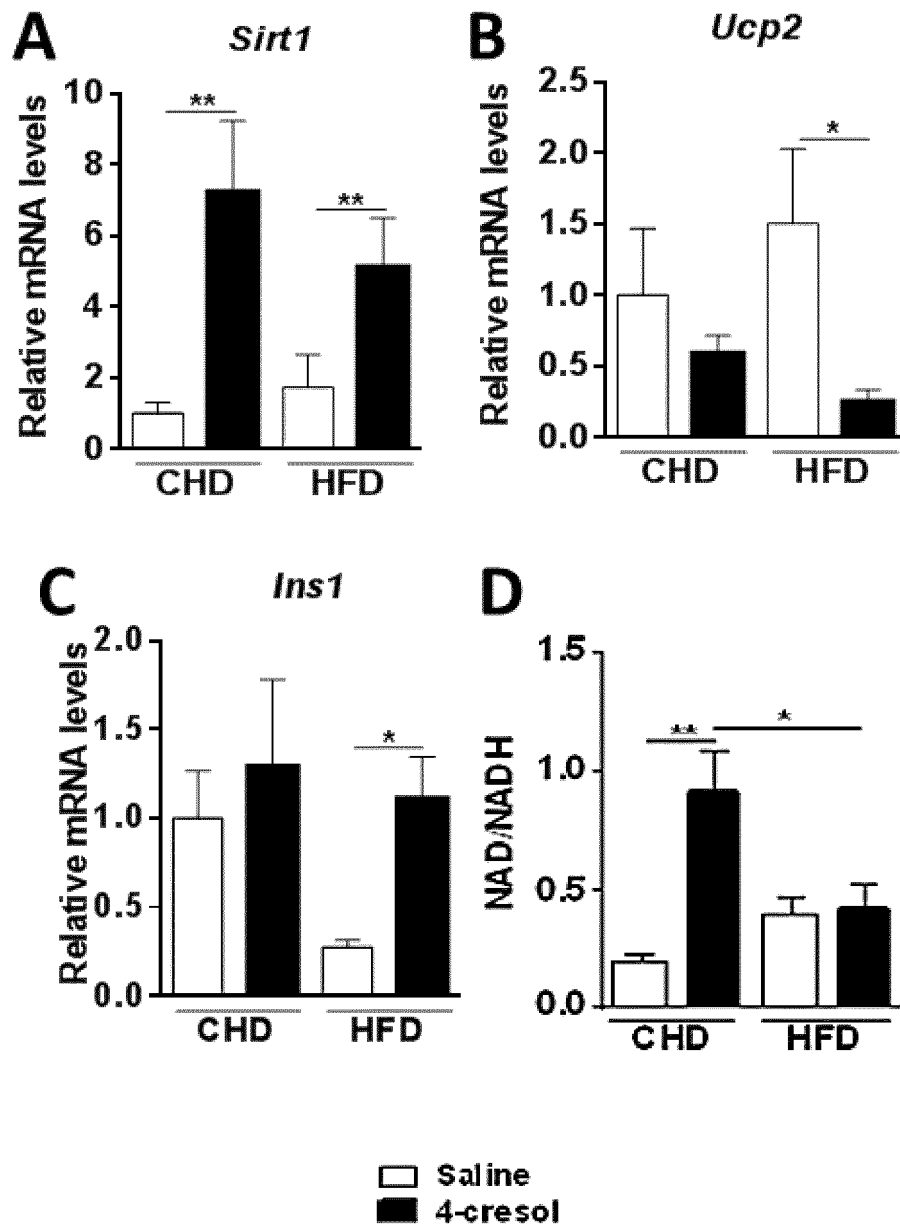 A
Sirt1
Relative mRNA levels
10
8
6
4
2
0
**
**
CHD
HFD
B
Ucp2
Relative mRNA levels
2.5
2.0
1.5
1.0
0.5
0.0
*
CHD
HFD
C
Ins1
Relative mRNA levels
2.0
1.5
1.0
0.5
0.0
*
CHD
HFD
D
NAD/NADH
1.5
1.0
0.5
0.0
**
*
CHD
HFD
Saline
4-cresol